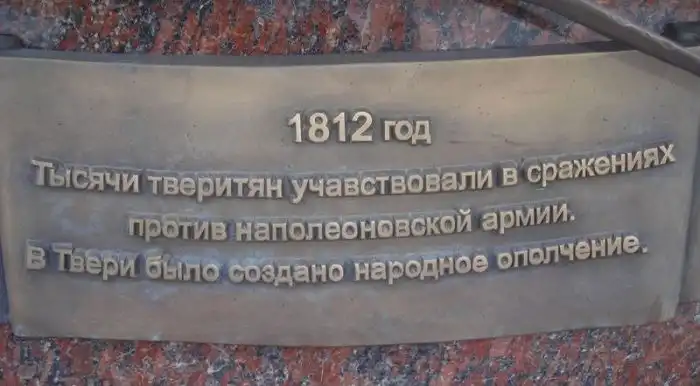 1812 год
Тысячи тверитян учавствовали в сражениях
против наполеоновской армии.
В Твери было создано народное ополчение.